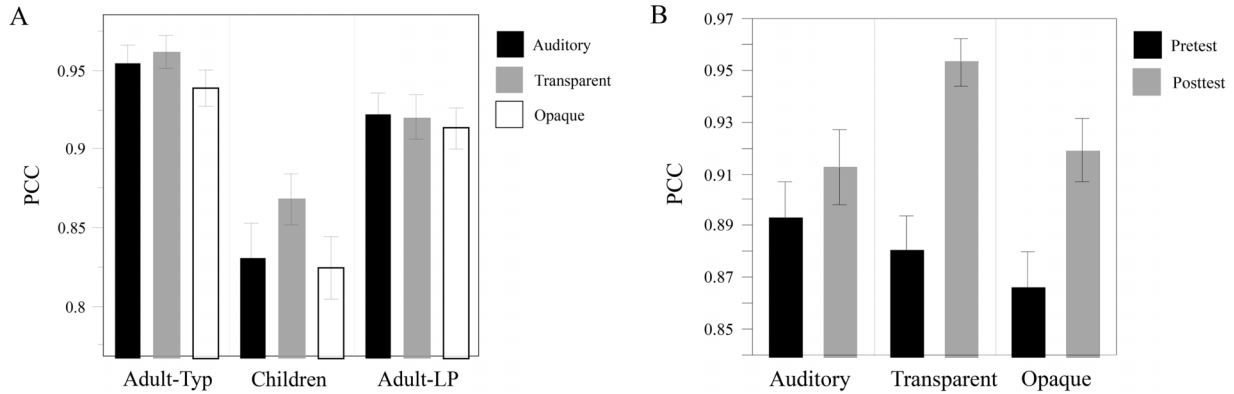 A
PCC
0.95
0.9
0.85
0.8
Adult-Typ Children Adult-LP
Auditory
Transparent
Opaque
B
PCC
0.97
0.95
0.93
0.91
0.89
0.87
0.85
Auditory Transparent Opaque
Pretest
Posttest